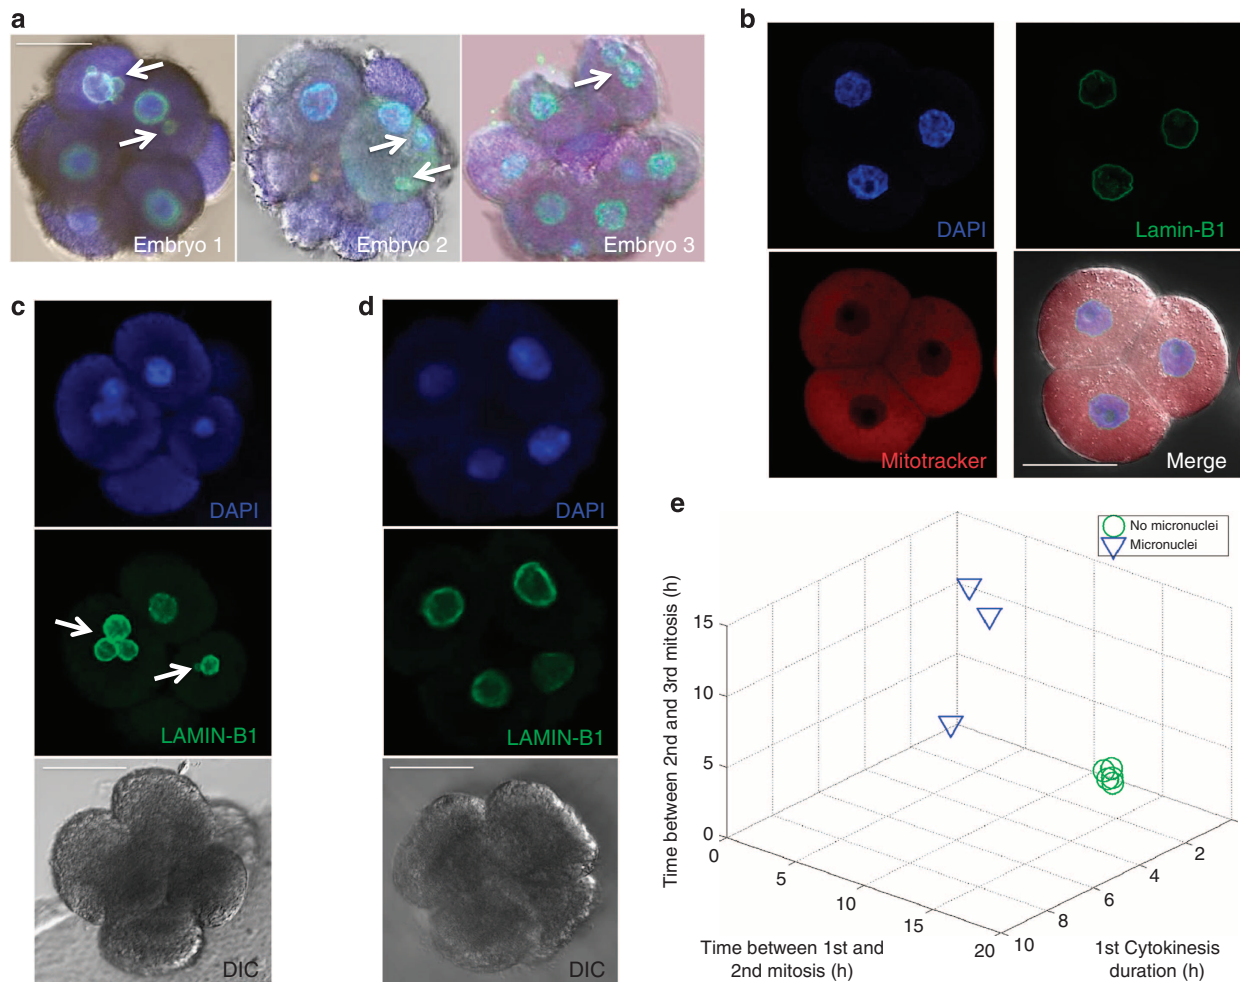 a
Embryo 1
Embryo 2
Embryo 3
b
DAPI
Lamin-B1
Mitotracker
Merge
c
DAPI
LAMIN-B1
DIC
d
DAPI
LAMIN-B1
DIC
e
No micronuclei
Micronuclei
Time between 2nd and 3rd mitosis (h)
15
10
5
0
0
5
10
15
20
Time between 1st and
2nd mitosis (h)
10
8
6
4
2
1st Cytokinesis
duration (h)